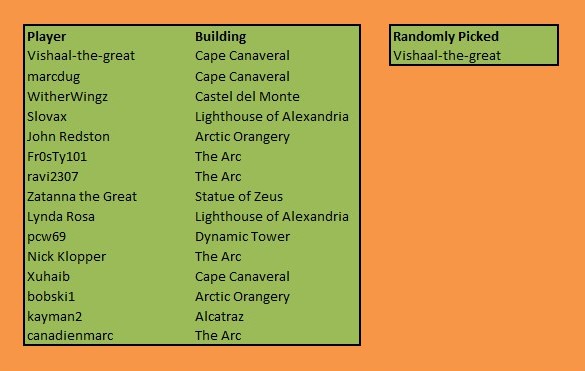 Player Building
Vishaal-the-great Cape Canaveral
marcdug Cape Canaveral
WitherWingz Castel del Monte
Slovax Lighthouse of Alexandria
John Redston Arctic Orangery
Fr0sTy101 The Arc
ravi2307 The Arc
Zatanna the Great Statue of Zeus
Lynda Rosa Lighthouse of Alexandria
pcw69 Dynamic Tower
Nick Klopper The Arc
Xuhaib Cape Canaveral
bobski1 Arctic Orangery
kayman2 Alcatraz
canadienmarc The Arc
Randomly Picked
Vishaal-the-great